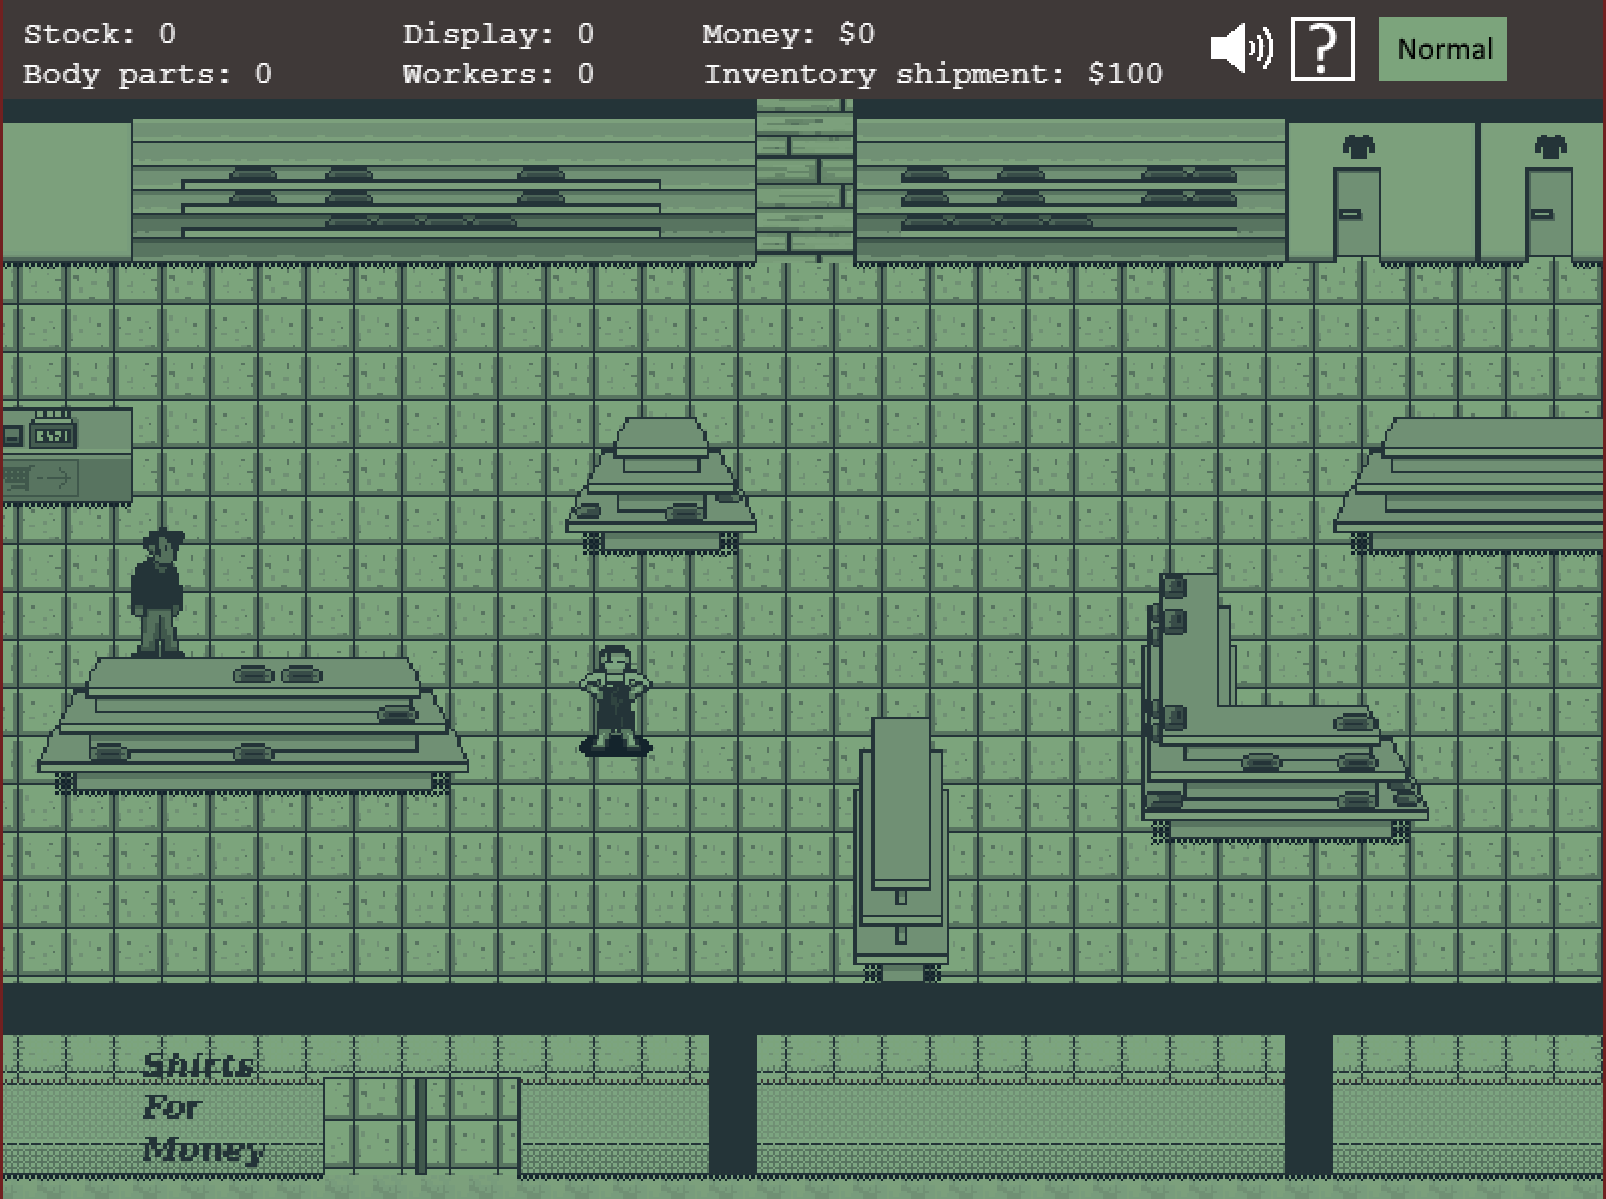 Stock: 0 Display: 0 Money: $0
Body parts: 0 Workers: 0 Inventory shipment: $100
?
Normal
Shirts
For
Money